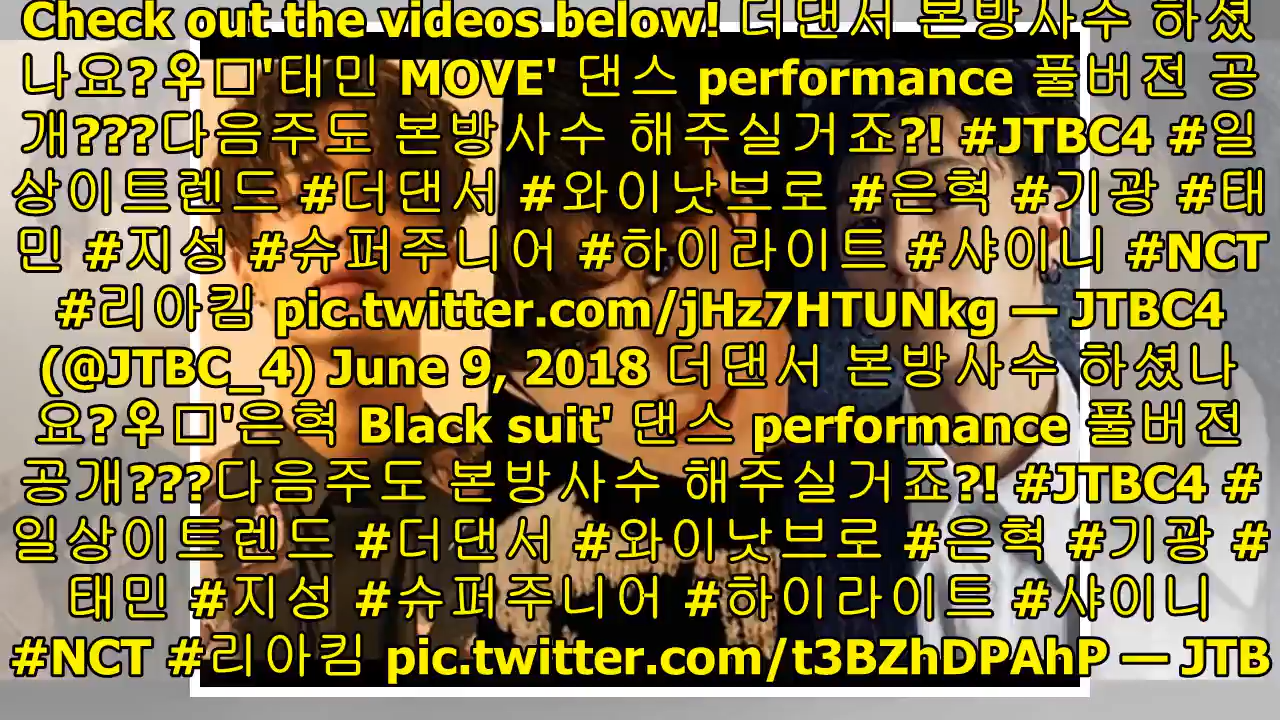 Check out the videos below! 더댄서 본방사수 하셨
나요?우□'태민 MOVE' 댄스 performance 풀버전 공
개???다음주도 본방사수 해주실거죠?! #JTBC4 #일
상이트렌드 #더댄서 #와이낫브로 #은혁 #기광 #태
민 #지성 #슈퍼주니어 #하이라이트 #샤이니 #NCT
#리아킴 pic.twitter.com/jHz7HTUNkg — JTBC4
(@JTBC_4) June 9, 2018 더댄서 본방사수 하셨나
요?우□'은혁 Black suit' 댄스 performance 풀버전
공개???다음주도 본방사수 해주실거죠?! #JTBC4 #
일상이트렌드 #더댄서 #와이낫브로 #은혁 #기광 #
태민 #지성 #슈퍼주니어 #하이라이트 #샤이니
#NCT #리아킴 pic.twitter.com/t3BZhDPAhP — JTB